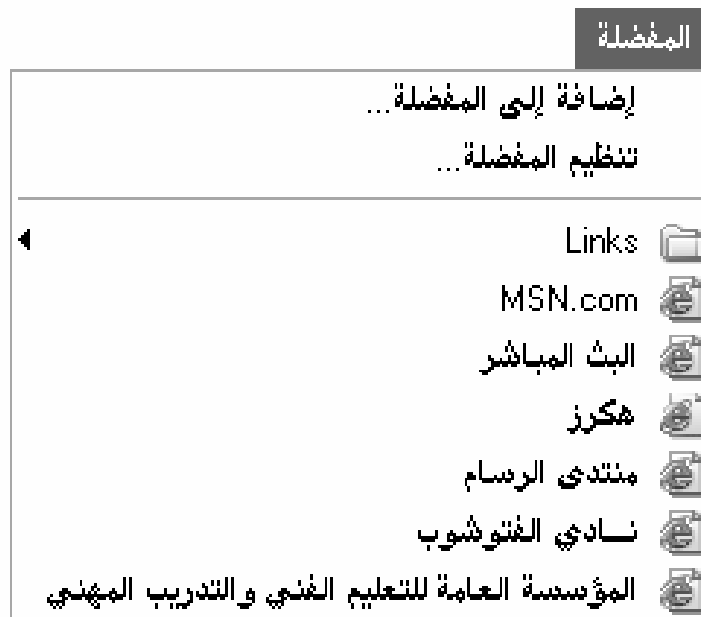 المفضلة
إضافة إلى المفضلة...
تنظيم المفضلة...
Links
MSN.com
البث المباشر
هكرز
منتدى الرسام
نـــادي الفتوشوب
المؤسسة العامة للتعليم الفني والتدريب المهني